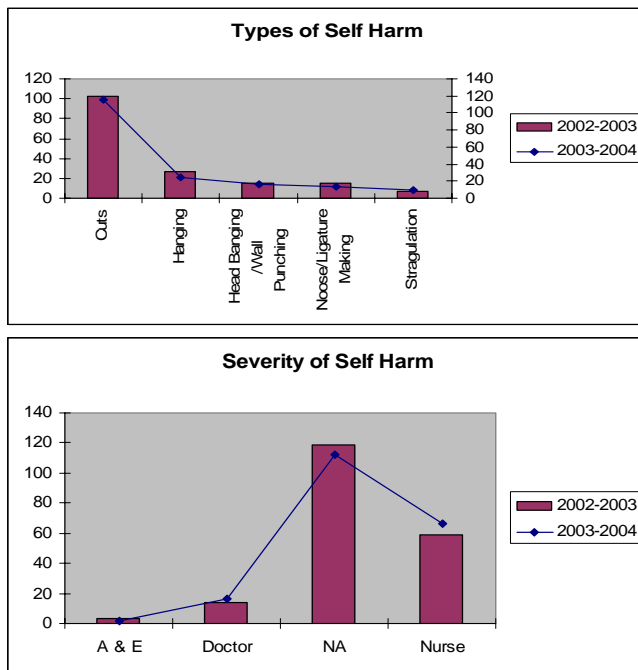 Types of Self Harm
120
100
80
60
40
20
0
140
120
100
80
60
40
20
0
Cuts
Hanging
Head Banging
/Wall
Punching
Noose/Ligature
Making
Stragulation
2002-2003
2003-2004
Severity of Self Harm
140
120
100
80
60
40
20
0
A & E
Doctor
NA
Nurse
2002-2003
2003-2004